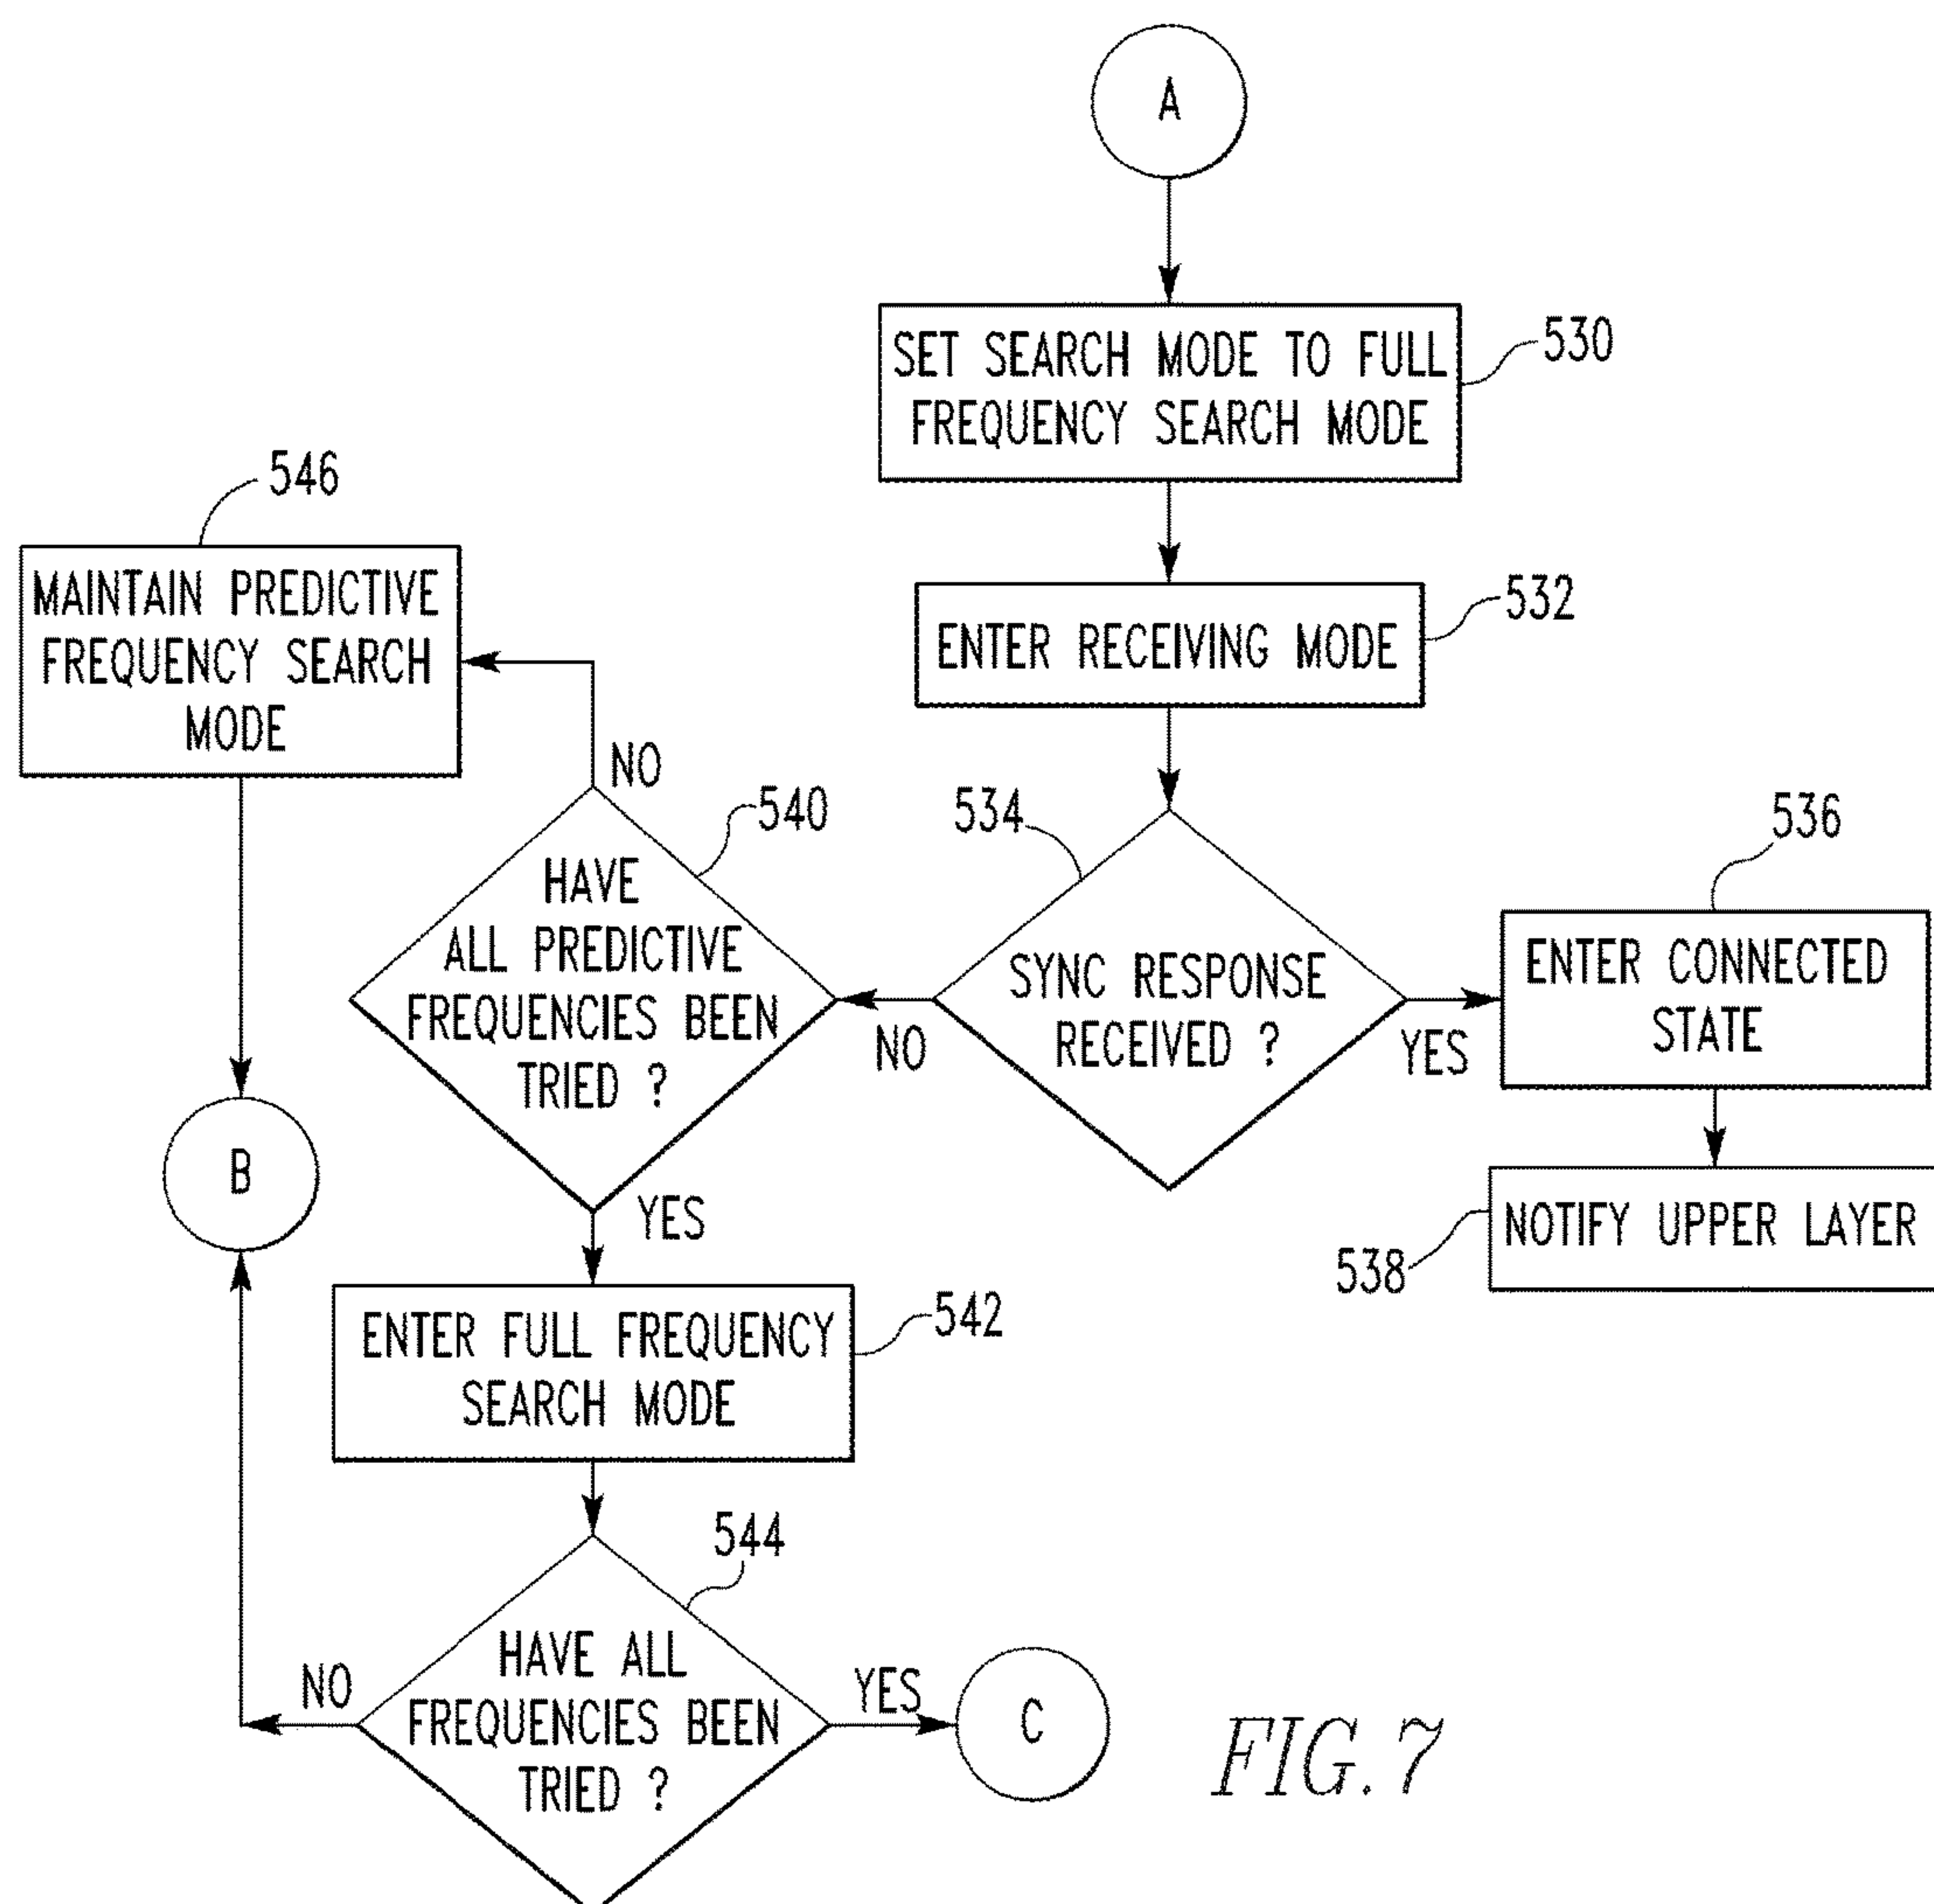 A
SET SEARCH MODE TO FULL
FREQUENCY SEARCH MODE
530
546
MAINTAIN PREDICTIVE
FREQUENCY SEARCH
MODE
ENTER RECEIVING MODE
532
NO
540
534
536
HAVE
ALL PREDICTIVE
FREQUENCIES BEEN
TRIED ?
NO
SYNC RESPONSE
RECEIVED ?
YES
ENTER CONNECTED
STATE
B
YES
NOTIFY UPPER LAYER
538
ENTER FULL FREQUENCY
SEARCH MODE
542
544
HAVE ALL
FREQUENCIES BEEN
TRIED ?
NO
YES
C
FIG. 7